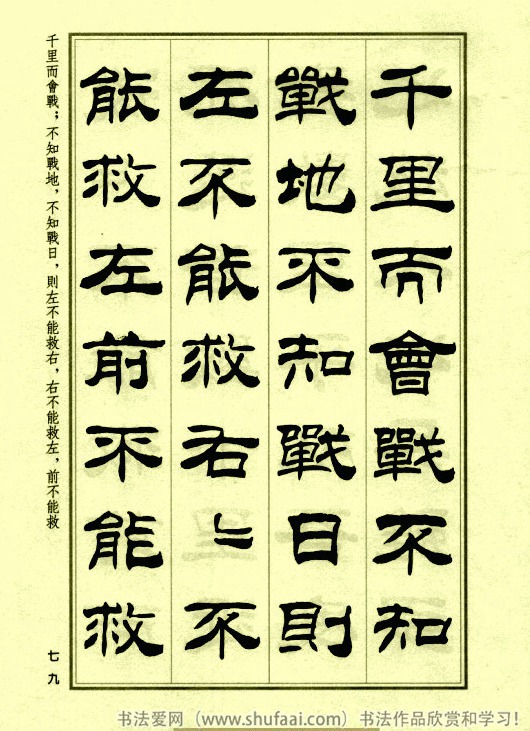 千里而會戰不知
戰地不知戰日則
左不能救右〻不
能救左前不能救
千里而會戰；不知戰地，不知戰日，則左不能救右，右不能救左，前不能救
七九
书法爱网（www.shufaai.com）书法作品欣赏和学习！